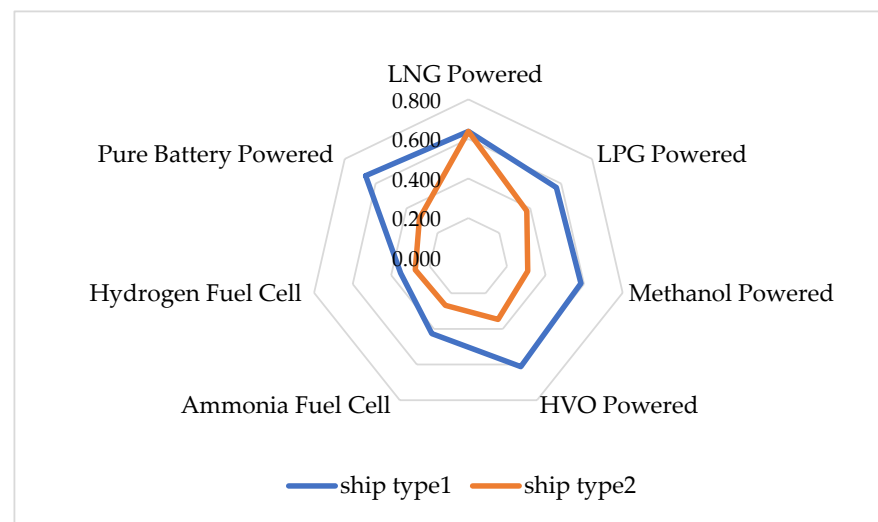 LNG Powered
0.800
0.600
0.400
0.200
0.000
LPG Powered
Methanol Powered
HVO Powered
Ammonia Fuel Cell
Hydrogen Fuel Cell
Pure Battery Powered
ship type1
ship type2